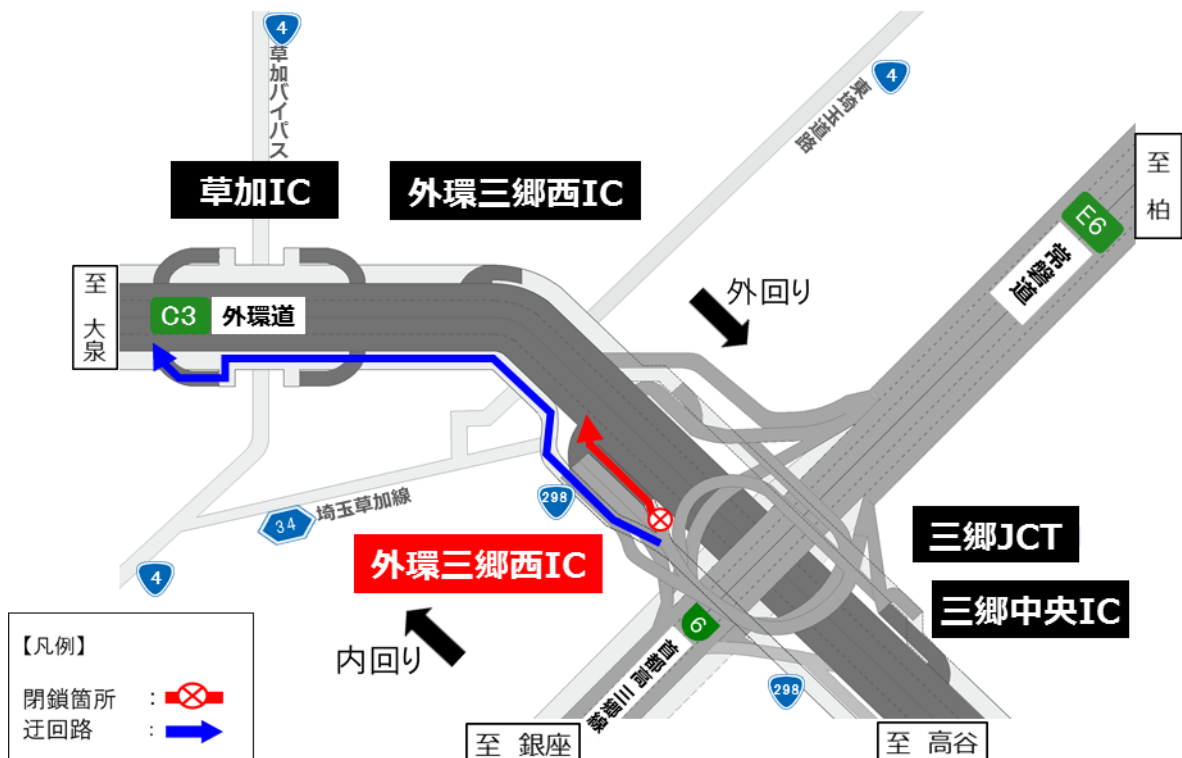 4
草加バイパス
4
東埼玉道路
草加IC
外環三郷西IC
至 柏
E6
常磐道
至 大泉
C3
外環道
外回り
298
34
埼玉草加線
4
外環三郷西IC
三郷JCT
三郷中央IC
内回り
6
首都高 三郷線
298
【凡例】
閉鎖箇所 :
迂回路 :
至 銀座
至 高谷